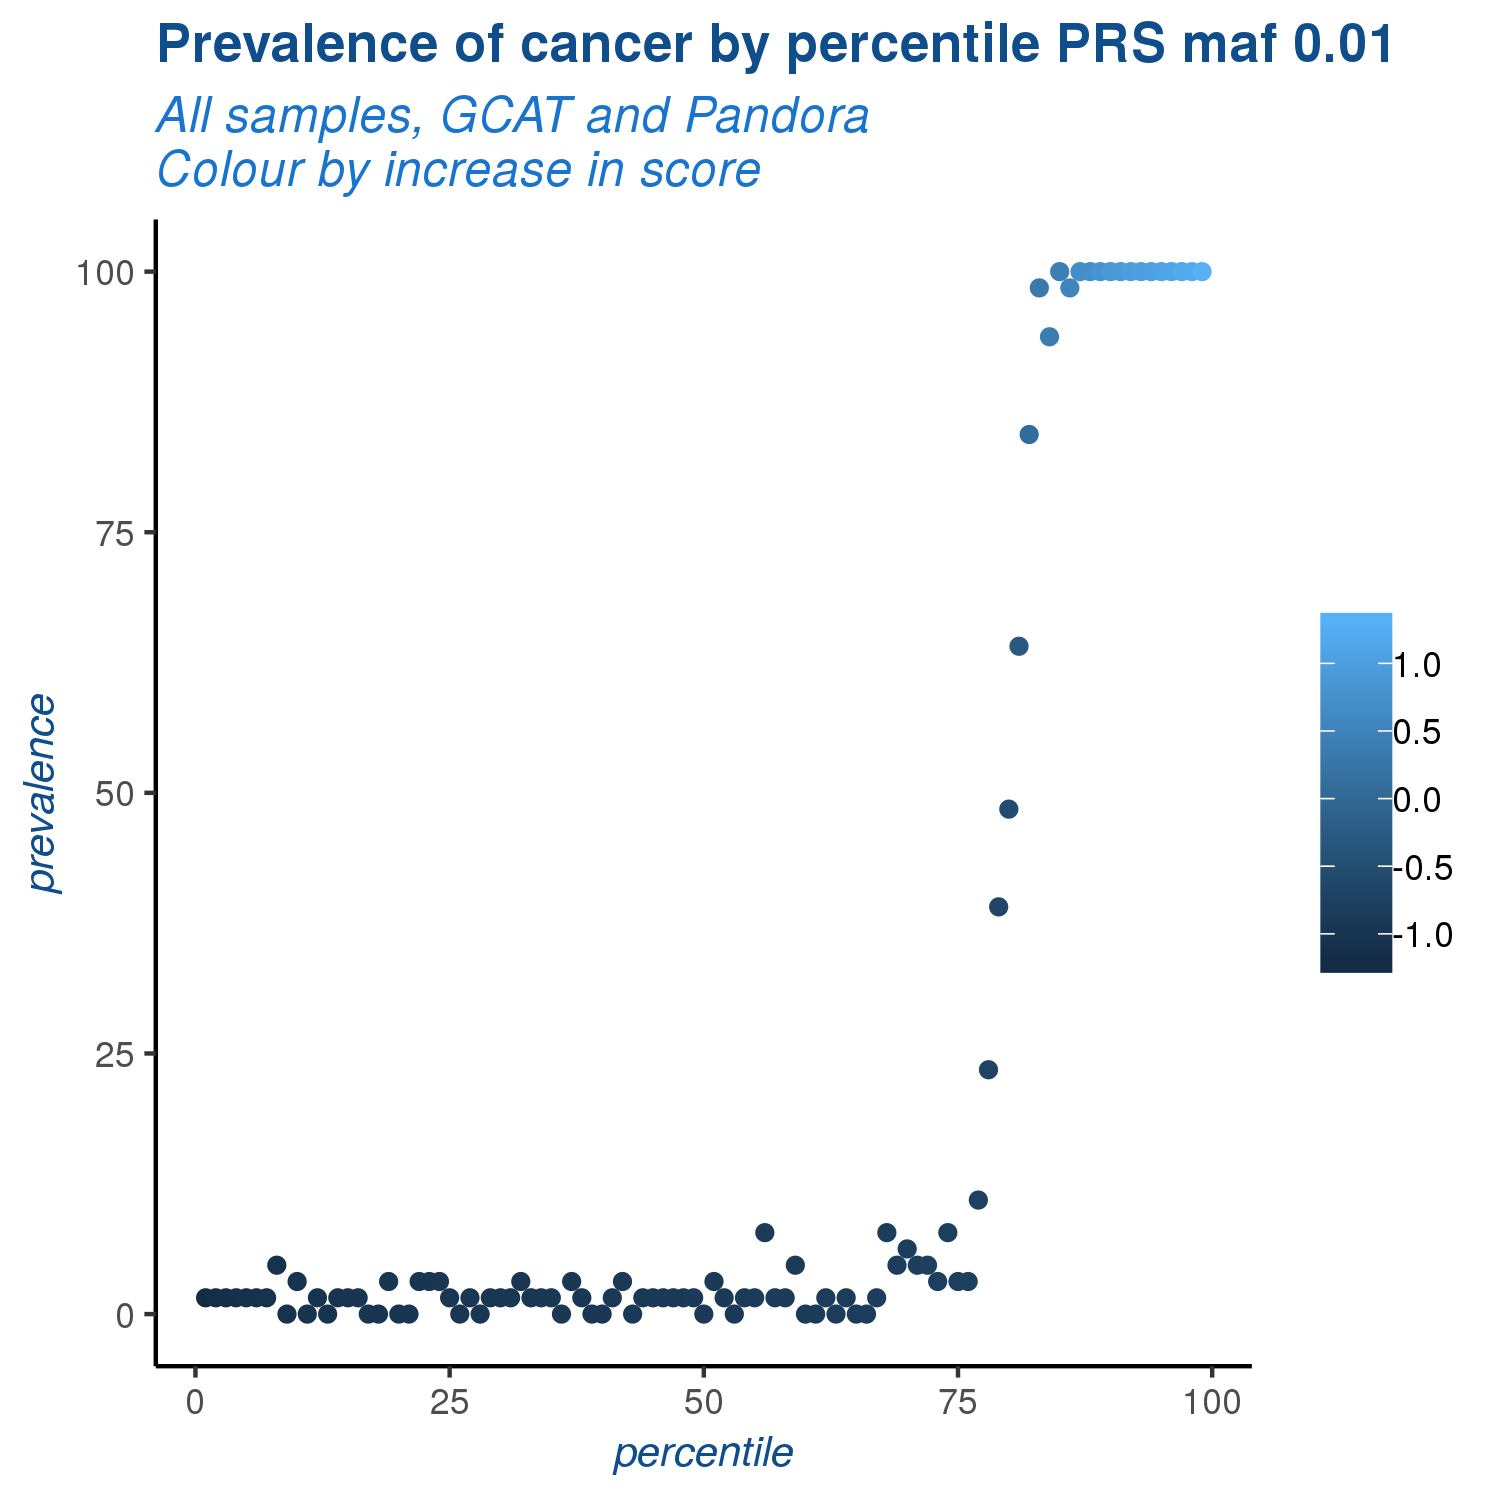 Prevalence of cancer by percentile PRS maf 0.01
All samples, GCAT and Pandora
Colour by increase in score
100
75
50
25
0
prevalence
0 25 50 75 100
percentile
1.0
0.5
0.0
-0.5
-1.0